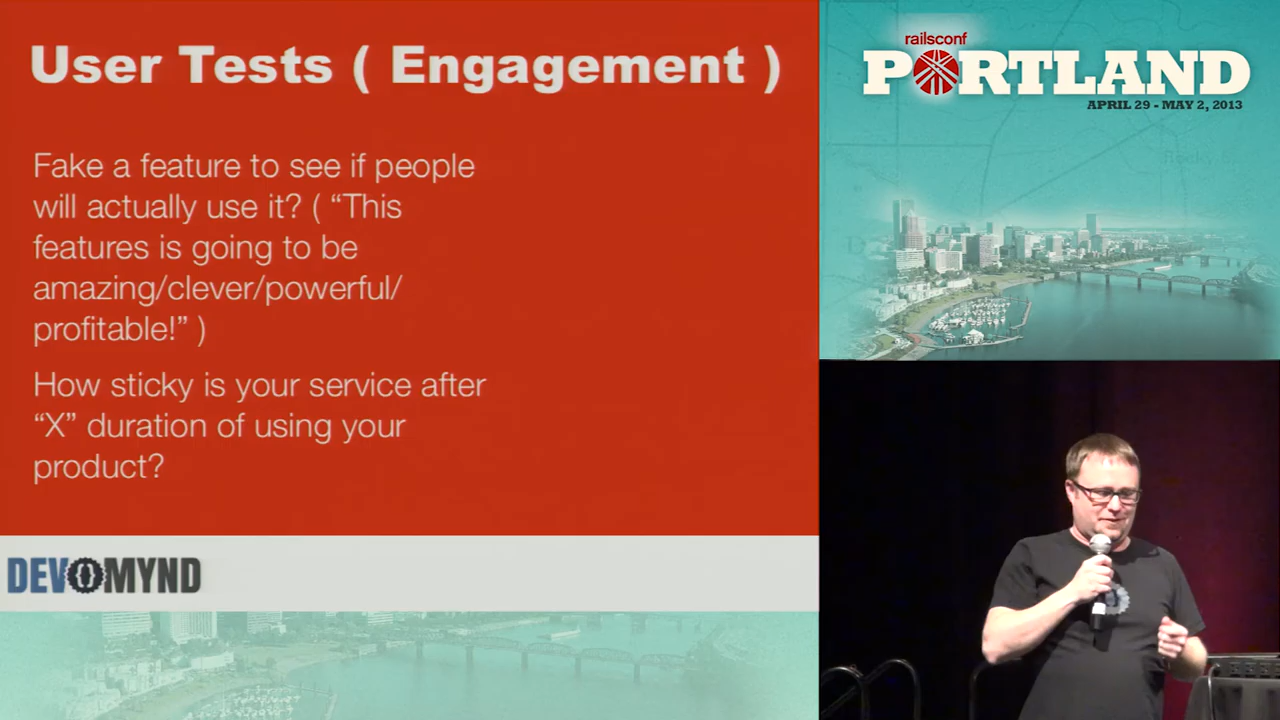 User Tests ( Engagement )
Fake a feature to see if people
will actually use it? ( “This
features is going to be
amazing/clever/powerful/
profitable!” )
How sticky is your service after
“X” duration of using your
product?
DEVMYND
railsconf
PORTLAND
APRIL 29 - MAY 2, 2013